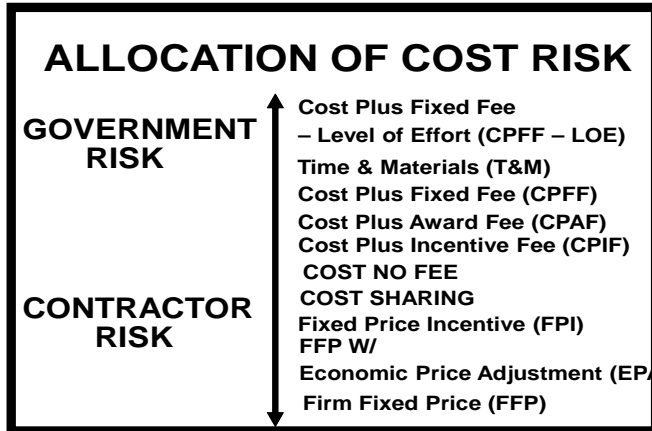 ALLOCATION OF COST RISK
GOVERNMENT
RISK
CONTRACTOR
RISK
Cost Plus Fixed Fee
– Level of Effort (CPFF – LOE)
Time & Materials (T&M)
Cost Plus Fixed Fee (CPFF)
Cost Plus Award Fee (CPAF)
Cost Plus Incentive Fee (CPIF)
COST NO FEE
COST SHARING
Fixed Price Incentive (FPI)
FFP W/
Economic Price Adjustment (EPA
Firm Fixed Price (FFP)